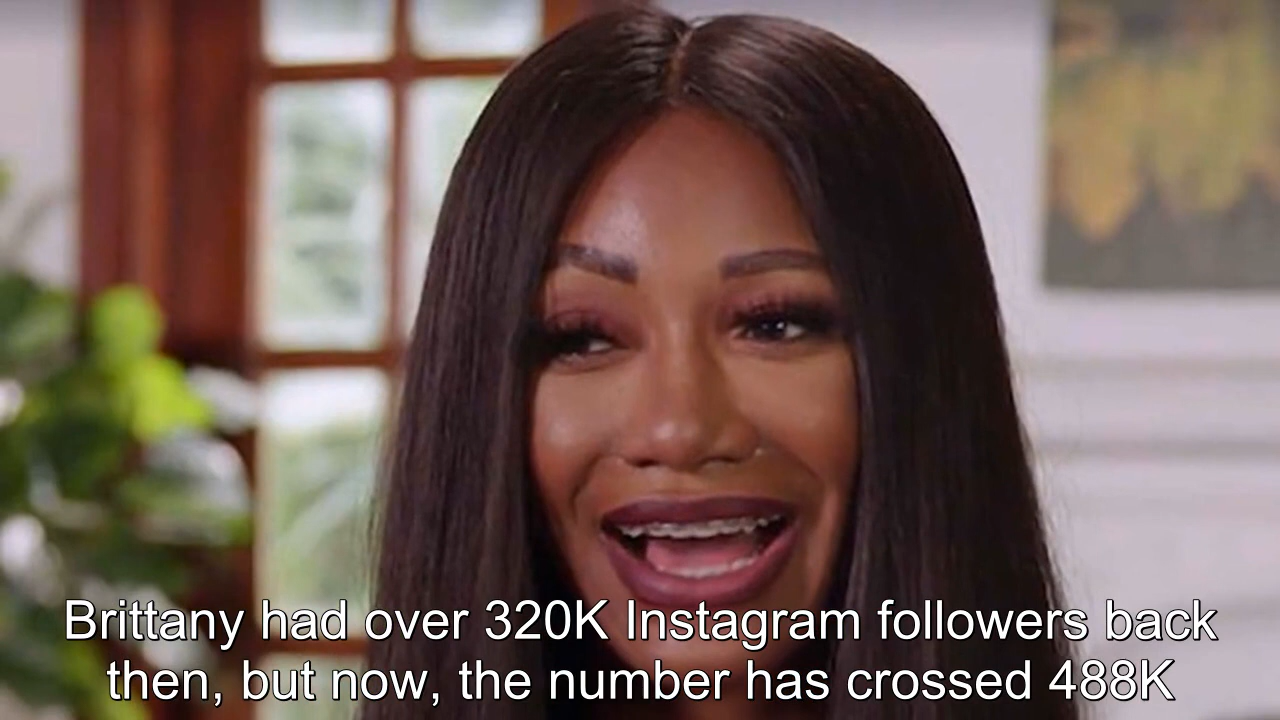 Brittany had over 320K Instagram followers back
then, but now, the number has crossed 488K